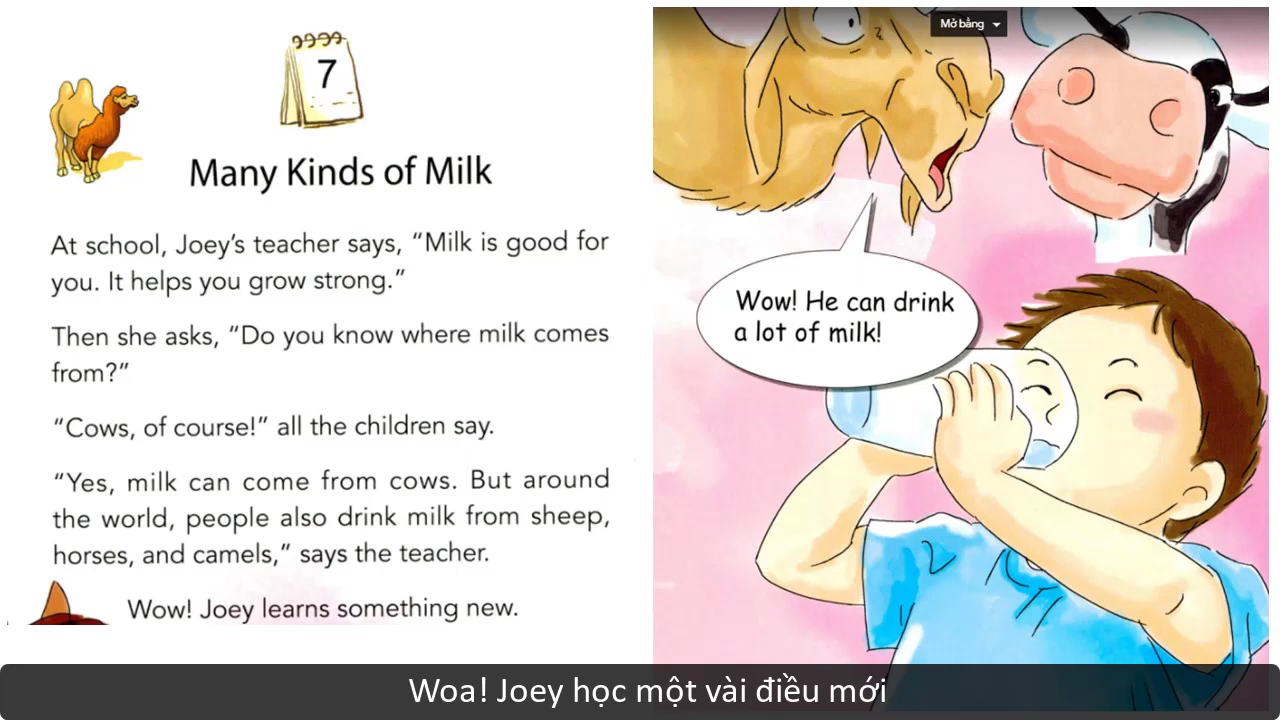 7
Many Kinds of Milk
At school, Joey's teacher says, "Milk is good for
you. It helps you grow strong."
Then she asks, "Do you know where milk comes
from?"
"Cows, of course!" all the children say.
"Yes, milk can come from cows. But around
the world, people also drink milk from sheep,
horses, and camels," says the teacher.
Wow! Joey learns something new.
Mở bằng
Wow! He can drink
a lot of milk!
Woa! Joey học một vài điều mới